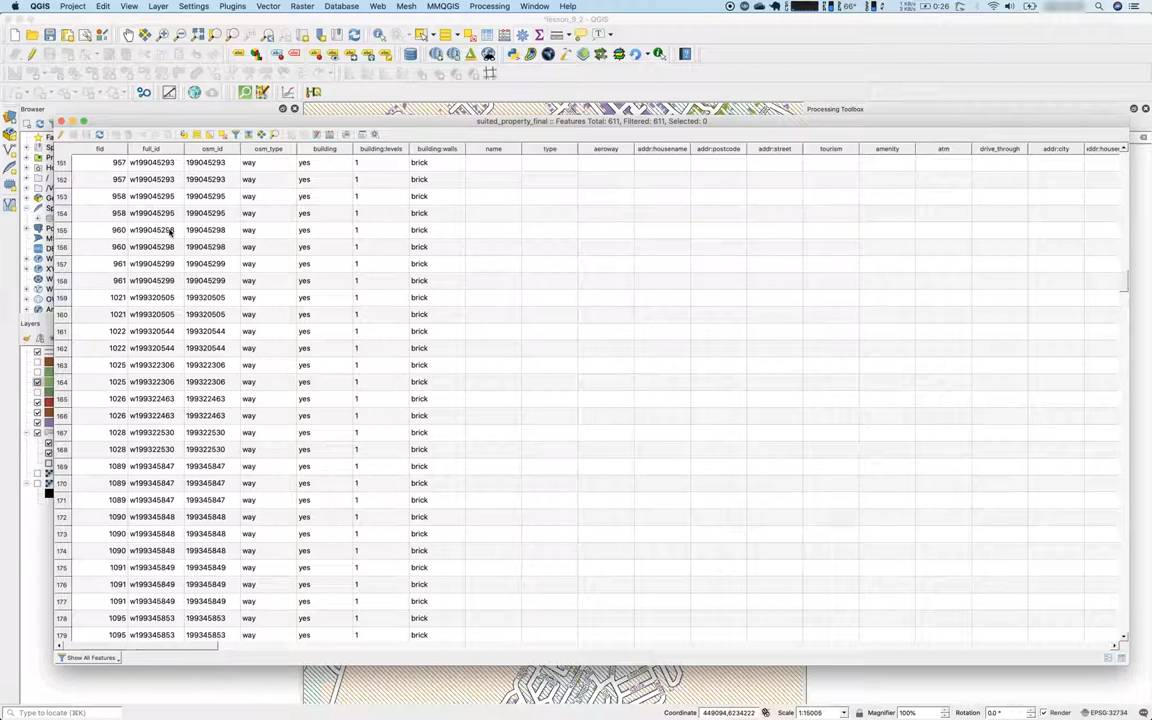 QGIS Project Edit View Layer Settings Plugins Vector Raster Database Web Mesh MMQGIS Processing Window Help
66° 1 KB/s 0:26
*lesson_9_2 — QGIS
Browser
Processing Toolbox
suited_property_final :: Features Total: 611, Filtered: 611, Selected: 0
fid full_id osm_id osm_type building building:levels building:walls name type aeroway addr:housename addr:postcode addr:street tourism amenity atm drive_through addr:city
151 957 w199045293 199045293 way yes 1 brick
152 957 w199045293 199045293 way yes 1 brick
153 958 w199045295 199045295 way yes 1 brick
154 958 w199045295 199045295 way yes 1 brick
155 960 w199045298 199045298 way yes 1 brick
156 960 w199045298 199045298 way yes 1 brick
157 961 w199045299 199045299 way yes 1 brick
158 961 w199045299 199045299 way yes 1 brick
159 1021 w199320505 199320505 way yes 1 brick
160 1021 w199320505 199320505 way yes 1 brick
161 1022 w199320544 199320544 way yes 1 brick
162 1022 w199320544 199320544 way yes 1 brick
163 1025 w199322306 199322306 way yes 1 brick
164 1025 w199322306 199322306 way yes 1 brick
165 1026 w199322463 199322463 way yes 1 brick
166 1026 w199322463 199322463 way yes 1 brick
167 1028 w199322530 199322530 way yes 1 brick
168 1028 w199322530 199322530 way yes 1 brick
169 1089 w199345847 199345847 way yes 1 brick
170 1089 w199345847 199345847 way yes 1 brick
171 1089 w199345847 199345847 way yes 1 brick
172 1090 w199345848 199345848 way yes 1 brick
173 1090 w199345848 199345848 way yes 1 brick
174 1090 w199345848 199345848 way yes 1 brick
175 1091 w199345849 199345849 way yes 1 brick
176 1091 w199345849 199345849 way yes 1 brick
177 1091 w199345849 199345849 way yes 1 brick
178 1095 w199345853 199345853 way yes 1 brick
179 1095 w199345853 199345853 way yes 1 brick
Layers
Show All Features
Type to locate (⌘K)
Coordinate 449094,6234222 Scale 1:15005 Magnifier 100% Rotation 0.0 ° Render EPSG:32734